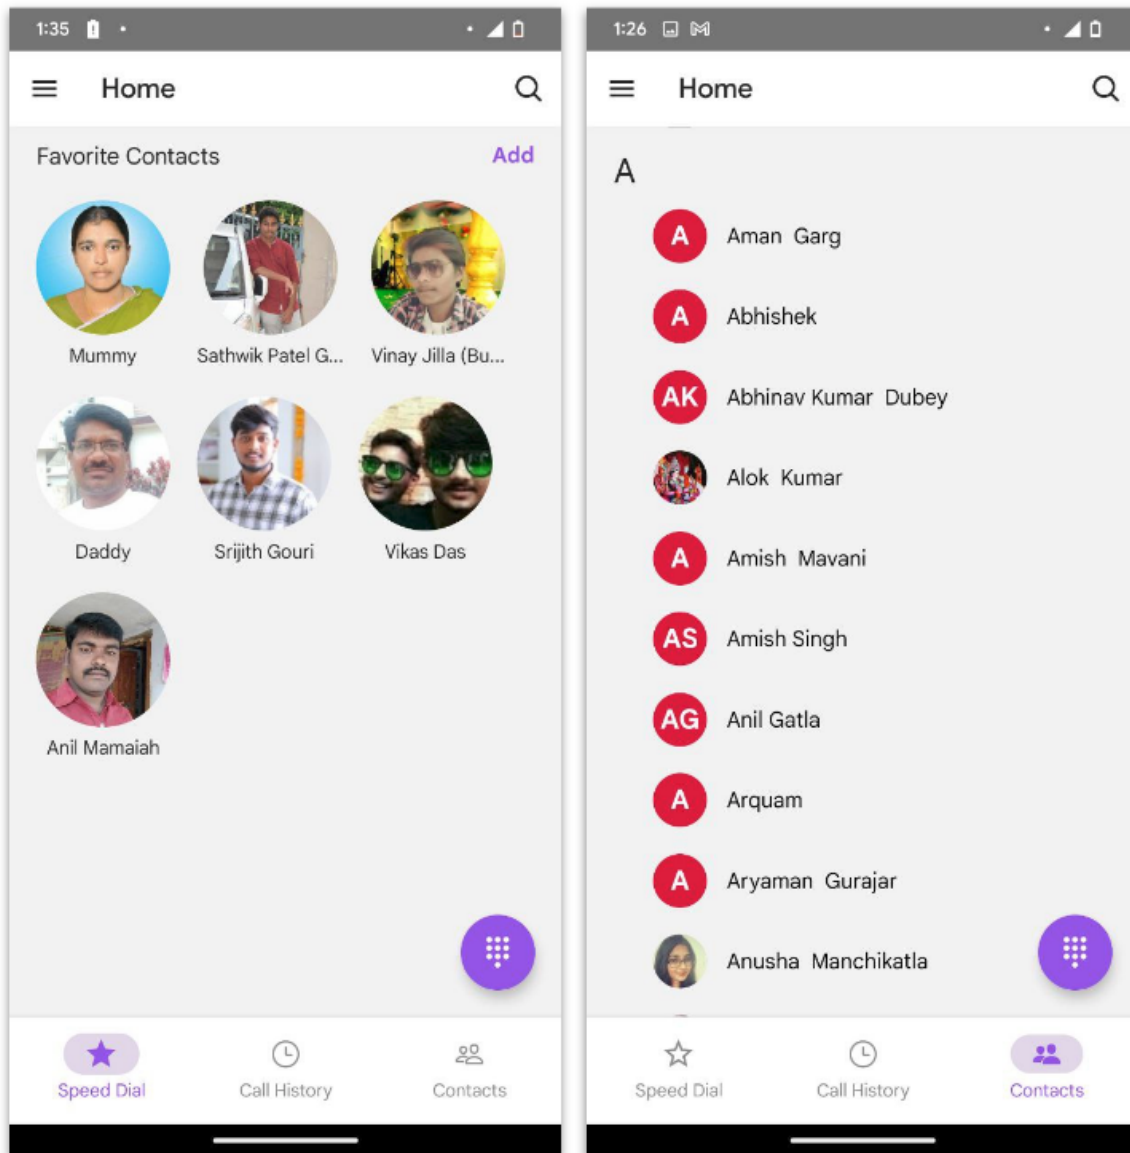 1:35
Home
Favorite Contacts Add
Mummy Sathwik Patel G... Vinay Jilla (Bu...
Daddy Srijith Gouri Vikas Das
Anil Mamaiah
Speed Dial Call History Contacts
1:26
Home
A
A Aman Garg
A Abhishek
AK Abhinav Kumar Dubey
Alok Kumar
A Amish Mavani
AS Amish Singh
AG Anil Gatla
A Arquam
A Aryaman Gurajar
Anusha Manchikatla
Speed Dial Call History Contacts